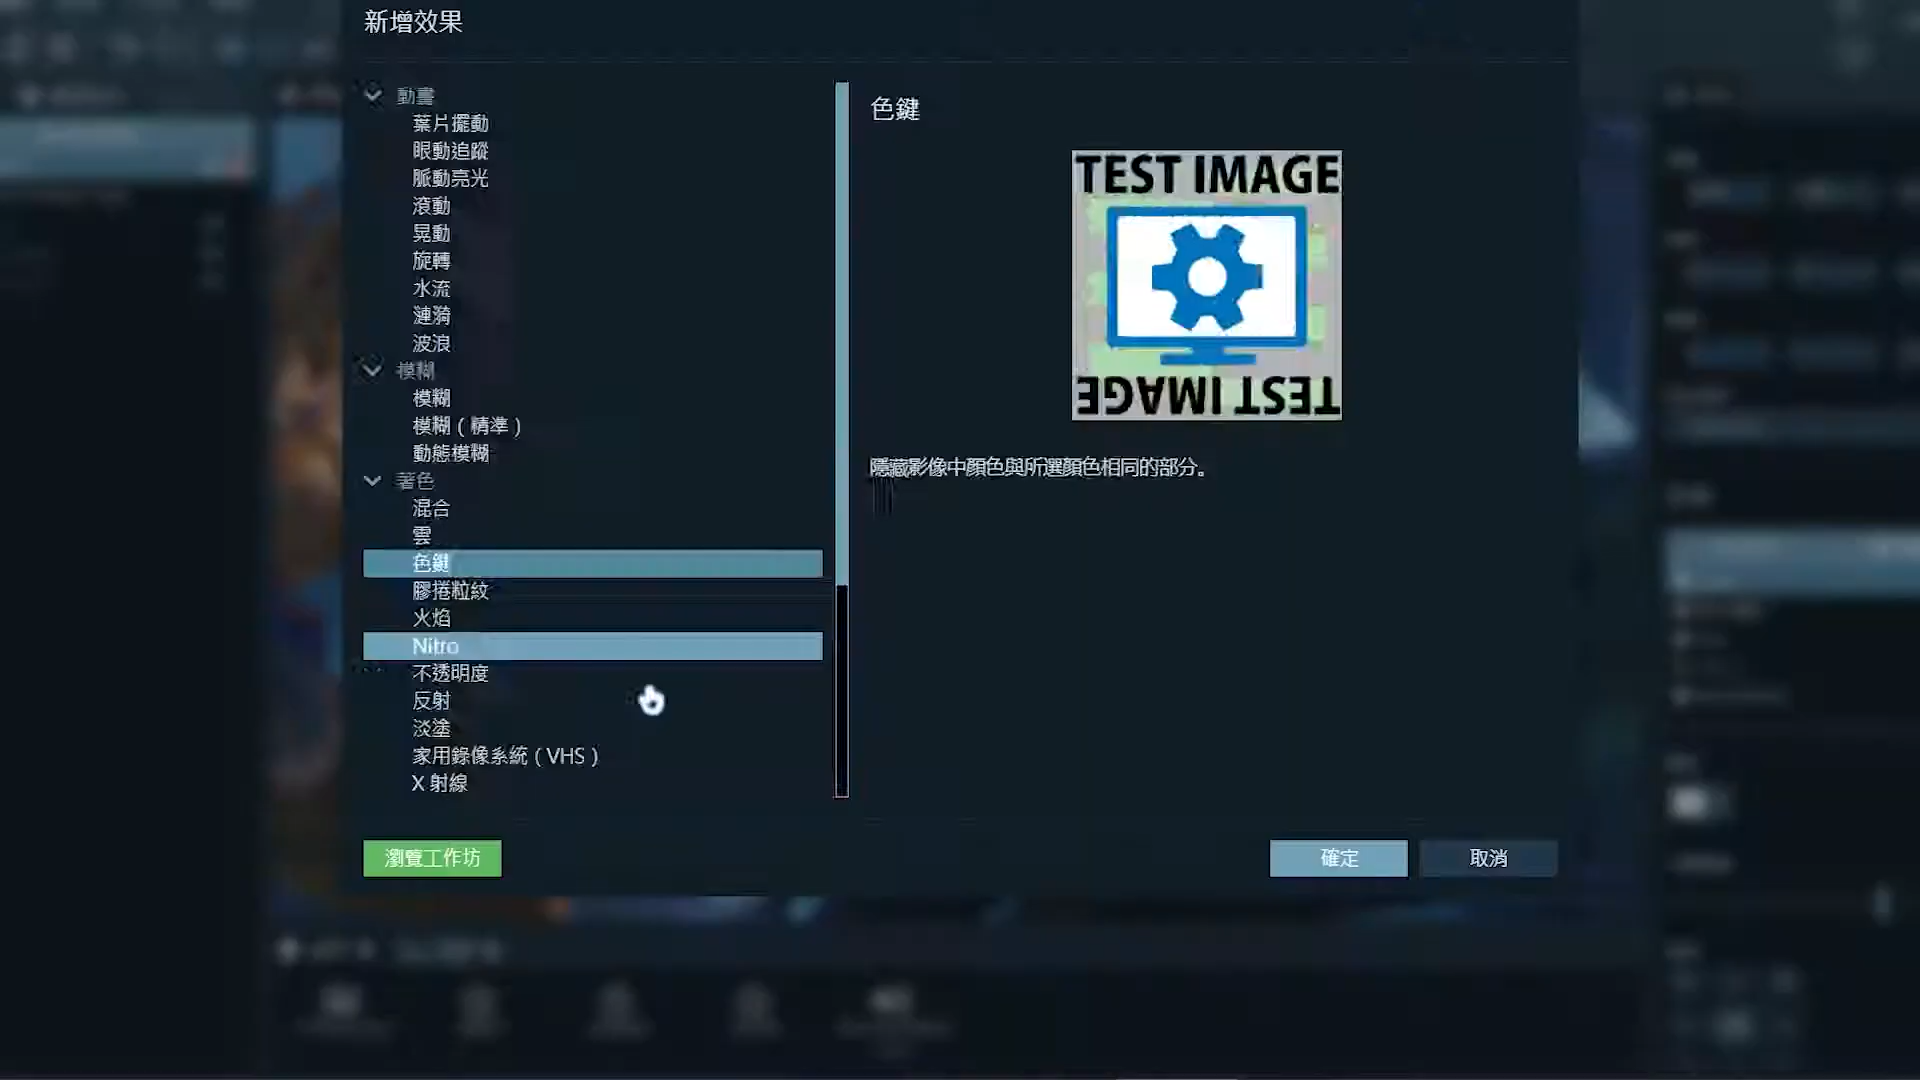 新增效果
動畫
葉片擺動
眼動追蹤
脈動亮光
滾動
晃動
旋轉
水流
漣漪
波浪
模糊
模糊
模糊(精準)
動態模糊
著色
混合
雲
色鍵
膠捲粒紋
火焰
Nitro
不透明度
反射
淡塗
家用錄像系統(VHS)
X 射線
瀏覽工作坊
色鍵
TEST IMAGE
TEST IMAGE
隱藏影像中顏色與所選顏色相同的部分。
確定
取消